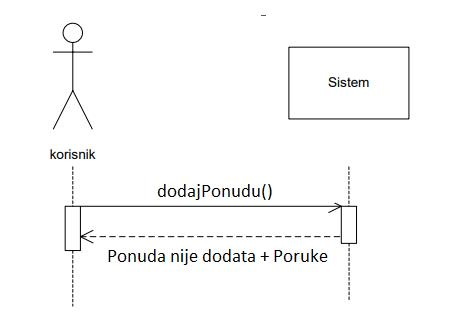 Sistem
korisnik
dodajPonudu()
Ponuda nije dodata + Poruke